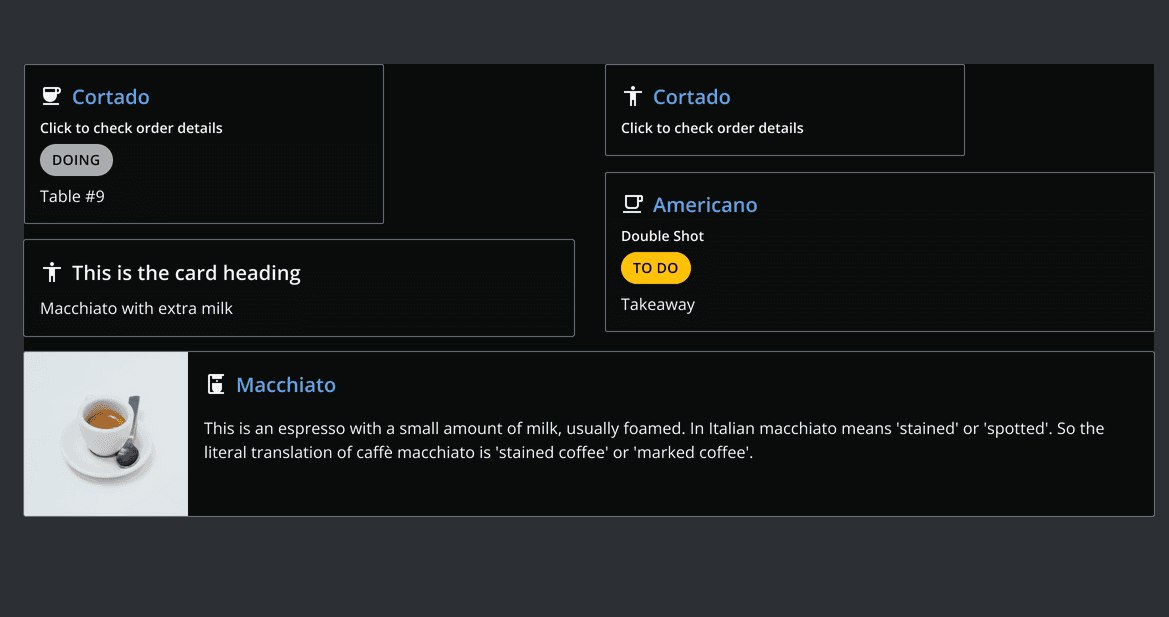 Cortado
Click to check order details
DOING
Table #9
This is the card heading
Macchiato with extra milk
Cortado
Click to check order details
Americano
Double Shot
TO DO
Takeaway
Macchiato
This is an espresso with a small amount of milk, usually foamed. In Italian macchiato means 'stained' or 'spotted'. So the
literal translation of caffè macchiato is 'stained coffee' or 'marked coffee'.